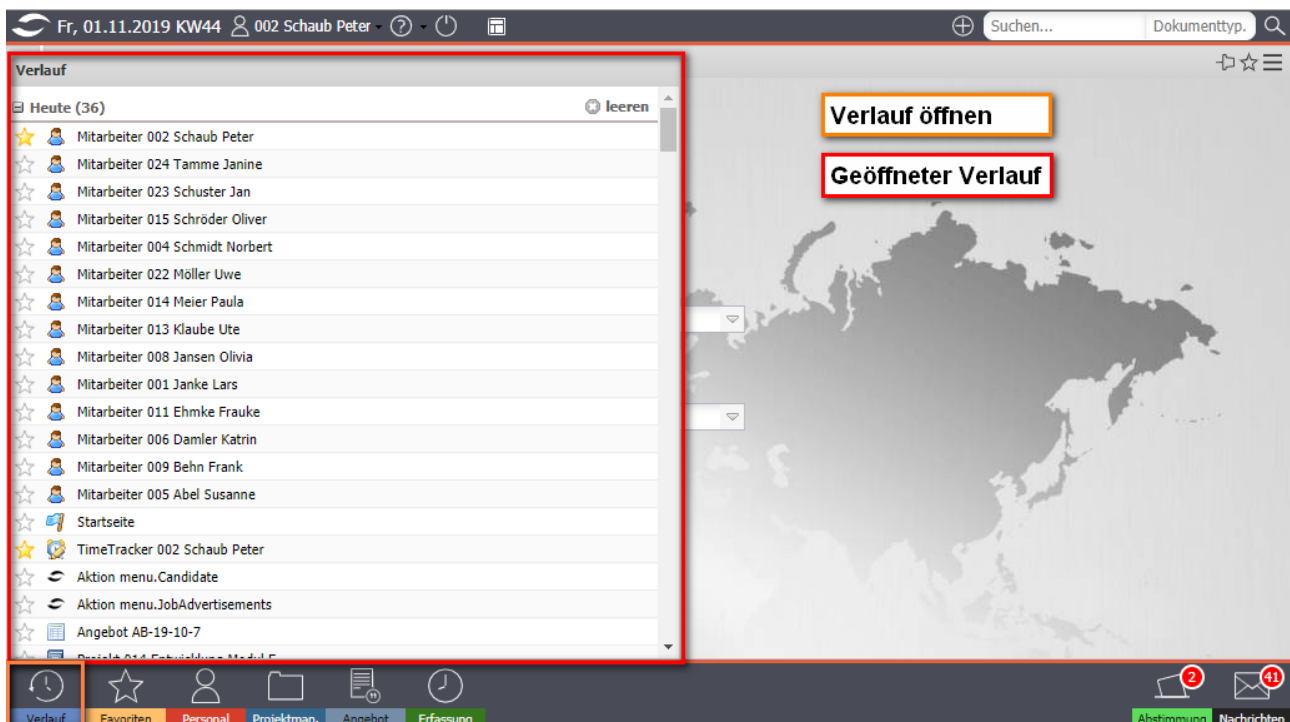 Fr, 01.11.2019 KW44 002 Schaub Peter
Suchen... Dokumenttyp.
Verlauf
Heute (36) leeren
Mitarbeiter 002 Schaub Peter
Mitarbeiter 024 Tamme Janine
Mitarbeiter 023 Schuster Jan
Mitarbeiter 015 Schröder Oliver
Mitarbeiter 004 Schmidt Norbert
Mitarbeiter 022 Möller Uwe
Mitarbeiter 014 Meier Paula
Mitarbeiter 013 Klaube Ute
Mitarbeiter 008 Jansen Olivia
Mitarbeiter 001 Janke Lars
Mitarbeiter 011 Ehmke Frauke
Mitarbeiter 006 Damler Katrin
Mitarbeiter 009 Behn Frank
Mitarbeiter 005 Abel Susanne
Startseite
TimeTracker 002 Schaub Peter
Aktion menu.Candidate
Aktion menu.JobAdvertisements
Angebot AB-19-10-7
Projekt 014 Entwicklung Modul
Verlauf öffnen
Geöffneter Verlauf
2
41
Verlauf Favoriten Personal Projektman. Angebot Erfassung Abstimmung Nachrichten